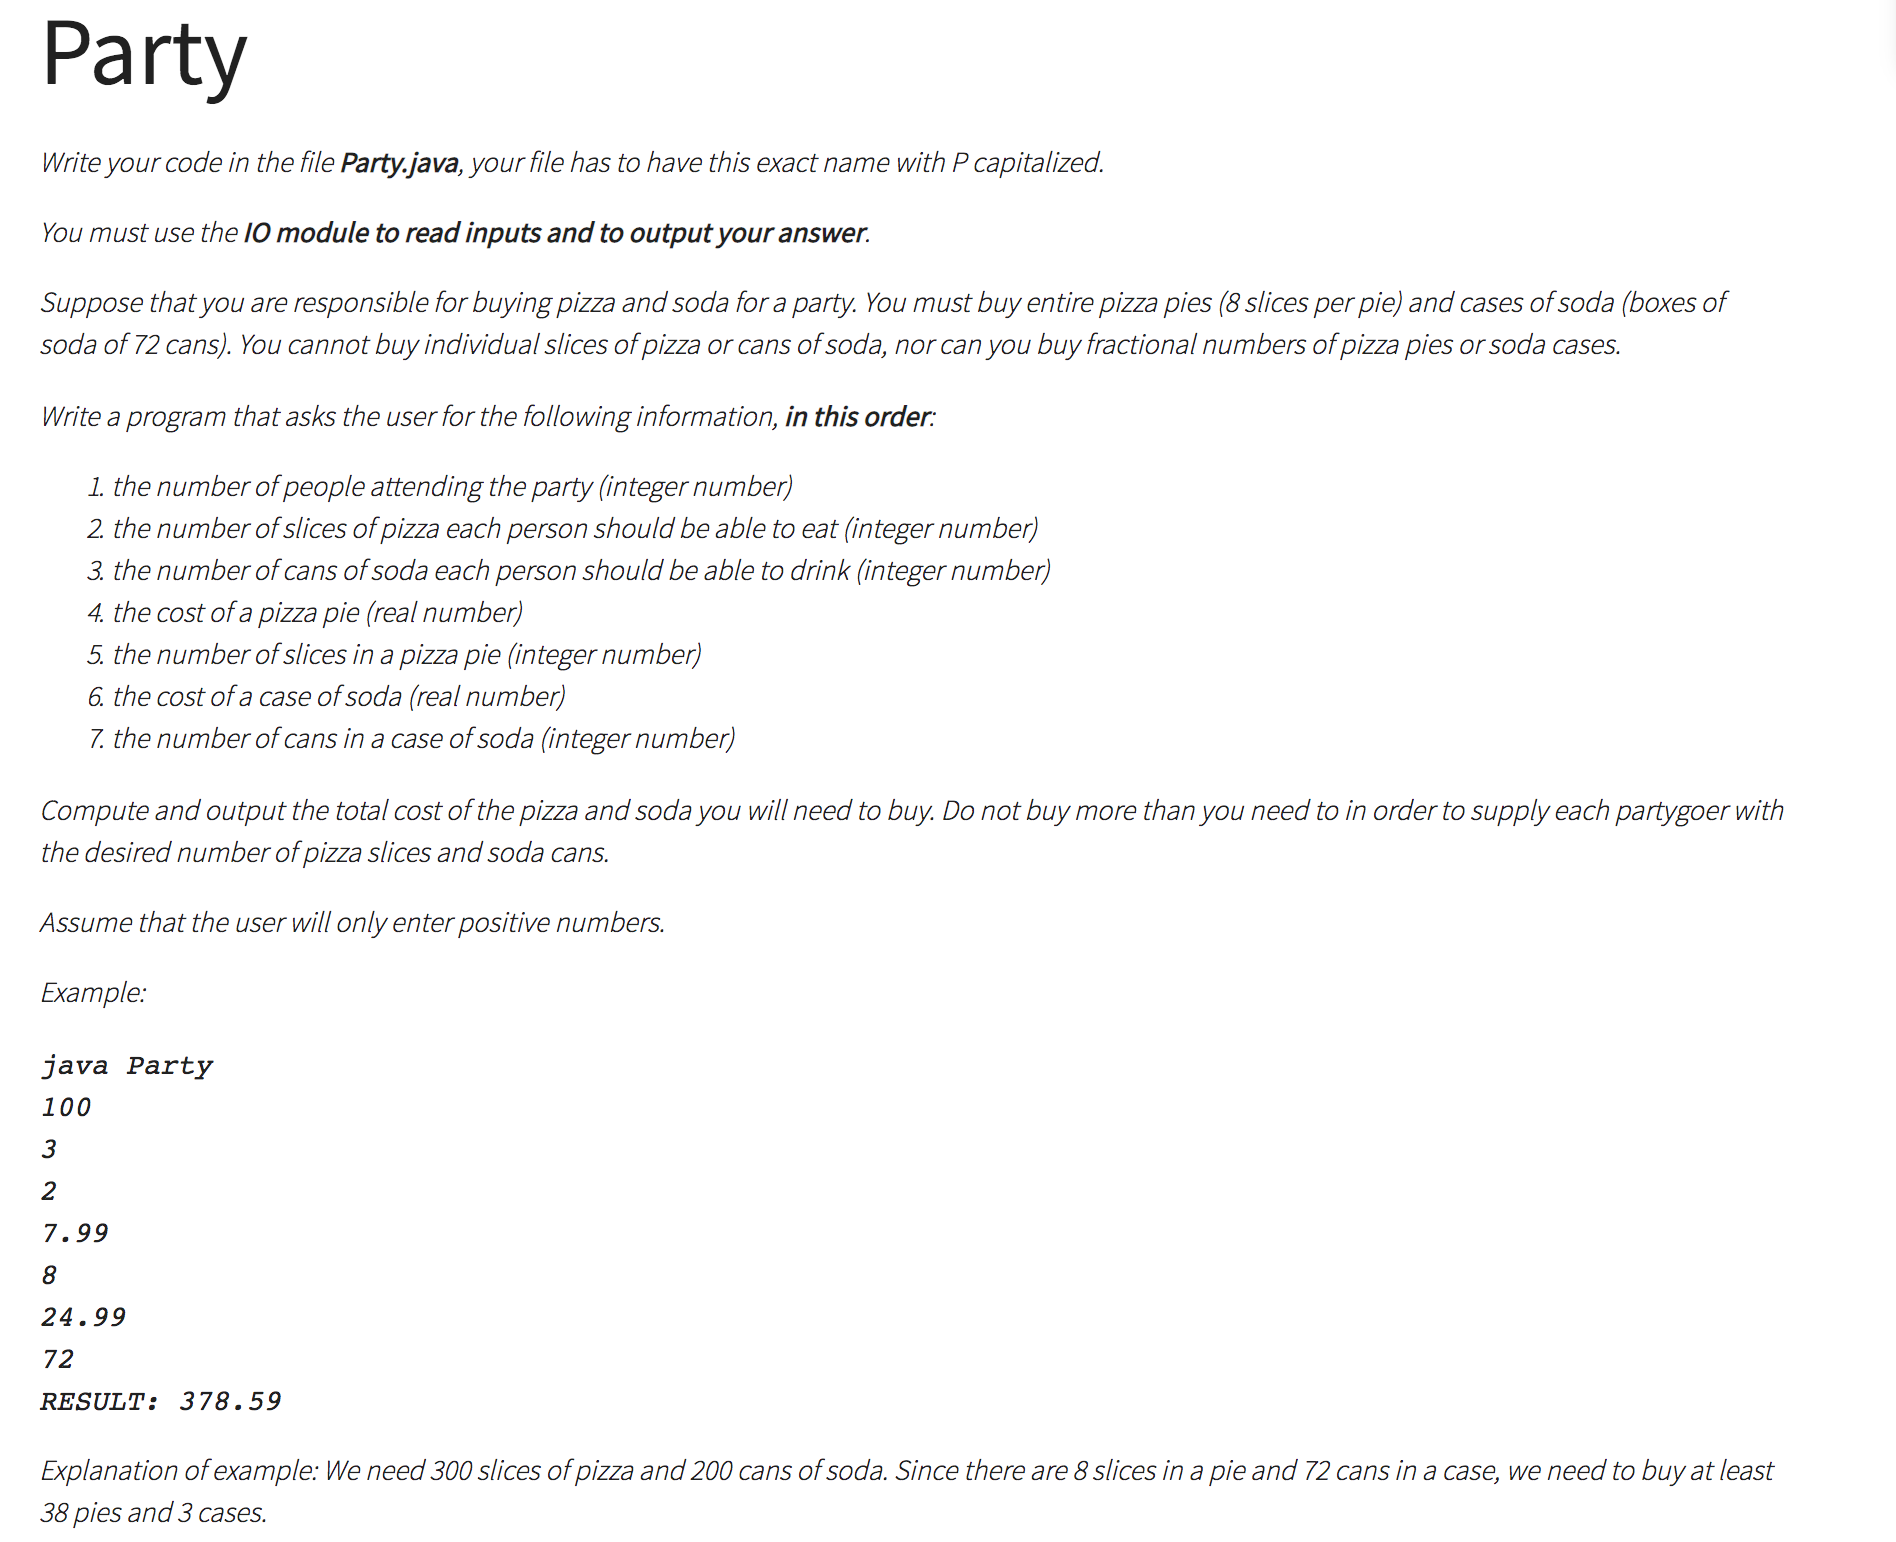 Party
Write your code in the file Party.java, your file has to have this exact name with P capitalized.
You must use the IO module to read inputs and to output your answer.
Suppose that you are responsible for buying pizza and soda for a party. You must buy entire pizza pies (8 slices per pie) and cases of soda (boxes of
soda of 72 cans). You cannot buy individual slices of pizza or cans of soda, nor can you buy fractional numbers of pizza pies or soda cases.
Write a program that asks the user for the following information, in this order:
1. the number of people attending the party (integer number)
2. the number of slices of pizza each person should be able to eat (integer number)
3. the number of cans of soda each person should be able to drink (integer number)
4. the cost of a pizza pie (real number)
5. the number of slices in a pizza pie (integer number)
6. the cost of a case of soda (real number)
7. the number of cans in a case of soda (integer number)
Compute and output the total cost of the pizza and soda you will need to buy. Do not buy more than you need to in order to supply each partygoer with
the desired number of pizza slices and soda cans.
Assume that the user will only enter positive numbers.
Example:
java Party
100
3
2
7.99
8
24.99
72
RESULT: 378.59
Explanation of example: We need 300 slices of pizza and 200 cans of soda. Since there are 8 slices in a pie and 72 cans in a case, we need to buy at least
38 pies and 3 cases.